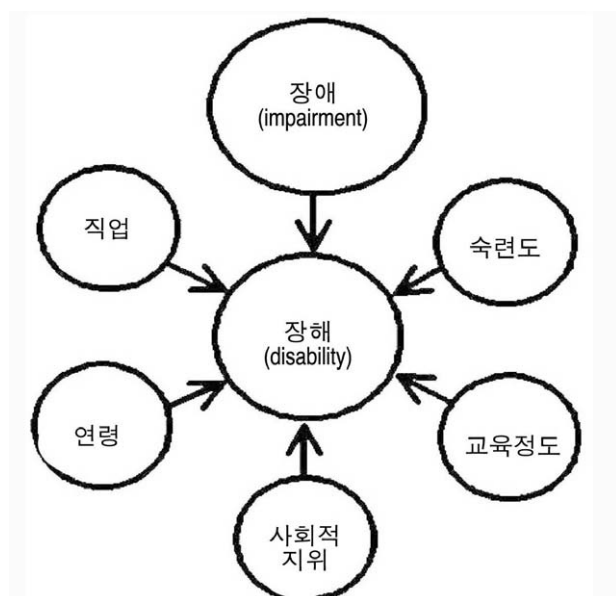 장애
(impairment)
직업
숙련도
장해
(disability)
연령
교육정도
사회적
지위